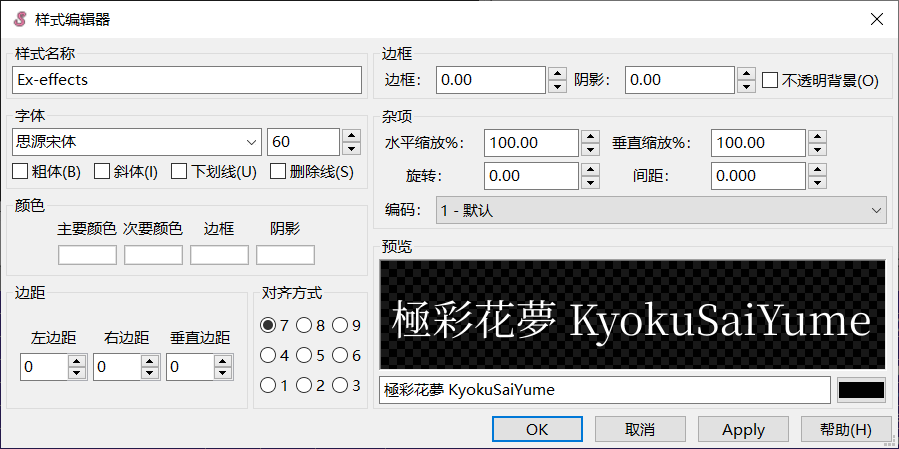 样式编辑器
样式名称
Ex-effects
字体
思源宋体 60
粗体(B) 斜体(I) 下划线(U) 删除线(S)
颜色
主要颜色 次要颜色 边框 阴影
边距
左边距 右边距 垂直边距
0 0 0
对齐方式
7 8 9
4 5 6
1 2 3
边框
边框： 0.00 阴影： 0.00 不透明背景(O)
杂项
水平缩放%： 100.00 垂直缩放%： 100.00
旋转： 0.00 间距： 0.000
编码： 1 - 默认
预览
極彩花夢 KyokuSaiYume
極彩花夢 KyokuSaiYume
OK 取消 Apply 帮助(H)